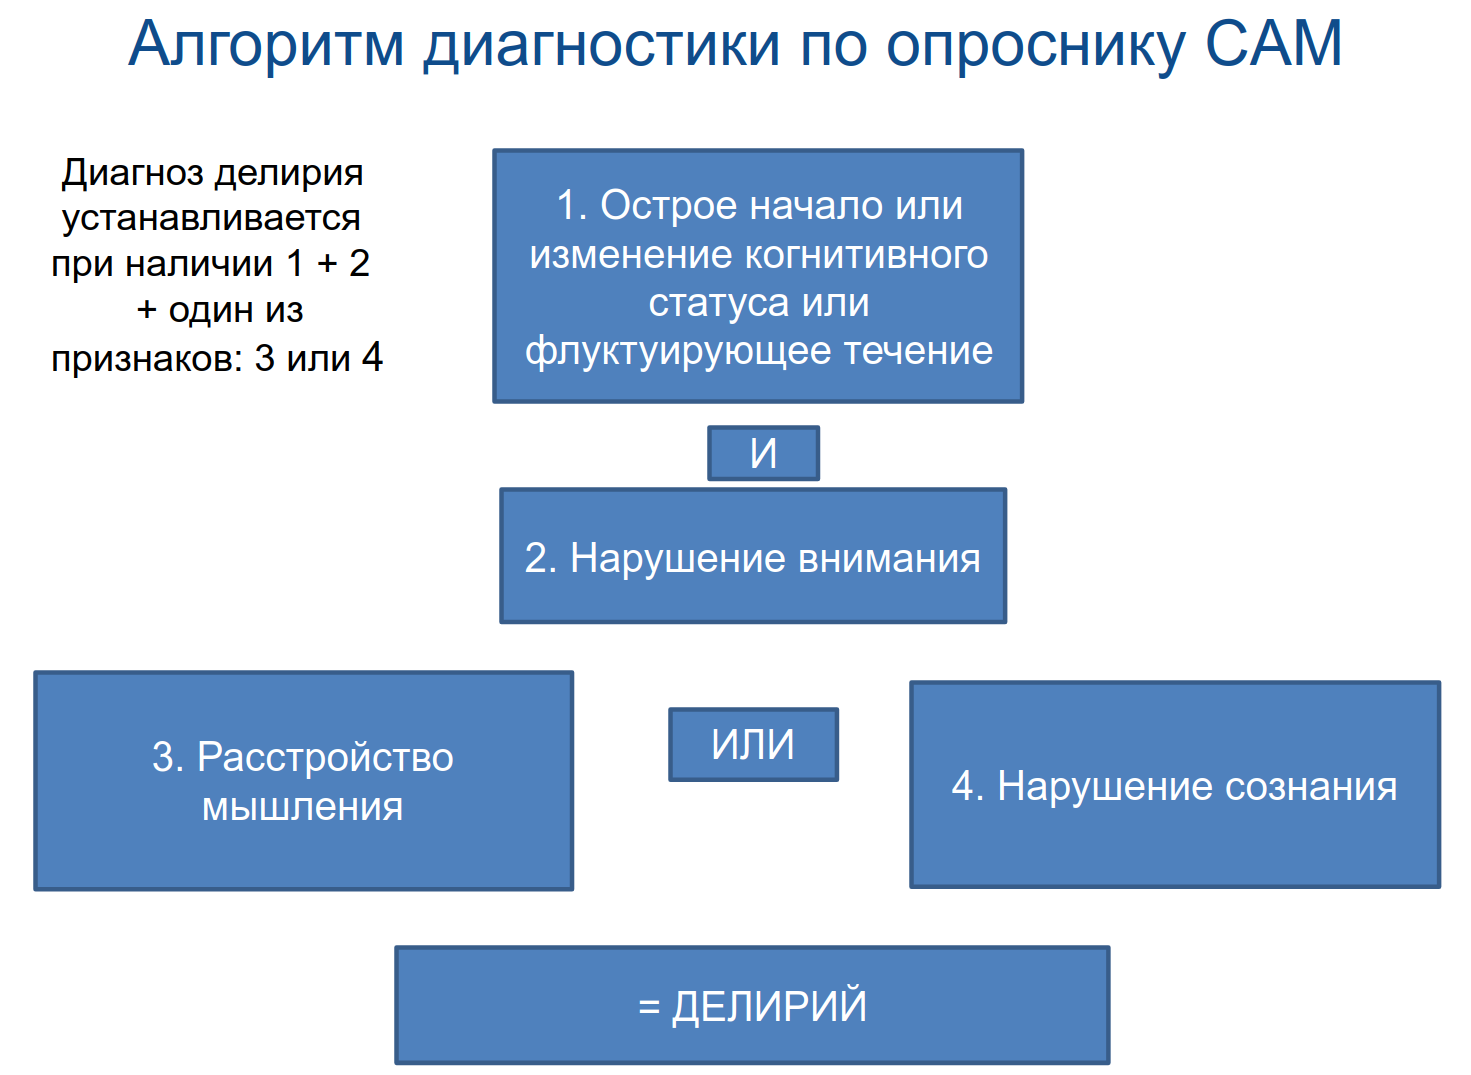 Алгоритм диагностики по опроснику САМ
Диагноз делирия
устанавливается
при наличии 1 + 2
+ один из
признаков: 3 или 4
1. Острое начало или
изменение когнитивного
статуса или
флуктуирующее течение
И
2. Нарушение внимания
3. Расстройство
мышления
ИЛИ
4. Нарушение сознания
= ДЕЛИРИЙ